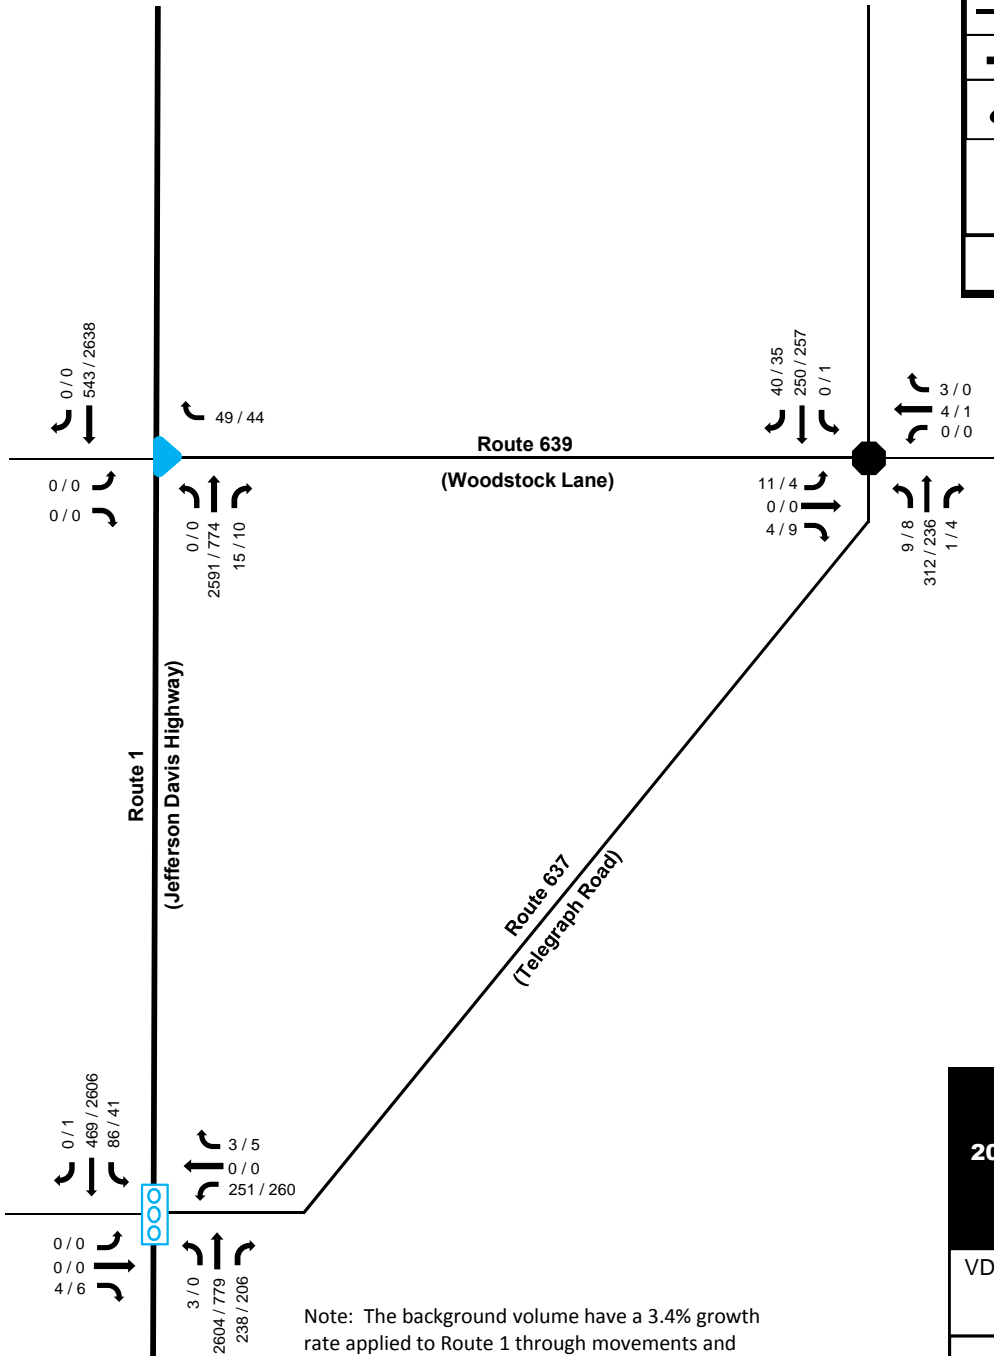 0 / 0
543 / 2638
49 / 44
0 / 0
0 / 0
0 / 0
2591 / 774
15 / 10
Route 639
(Woodstock Lane)
40 / 35
250 / 257
0 / 1
3 / 0
4 / 1
0 / 0
11 / 4
0 / 0
4 / 9
9 / 8
312 / 236
1 / 4
Route 1
(Jefferson Davis Highway)
Route 637
(Telegraph Road)
0 / 1
469 / 2606
86 / 41
3 / 5
0 / 0
251 / 260
0 / 0
0 / 0
4 / 6
3 / 0
2604 / 779
238 / 206
Note: The background volume have a 3.4% growth
rate applied to Route 1 through movements and
20
VD